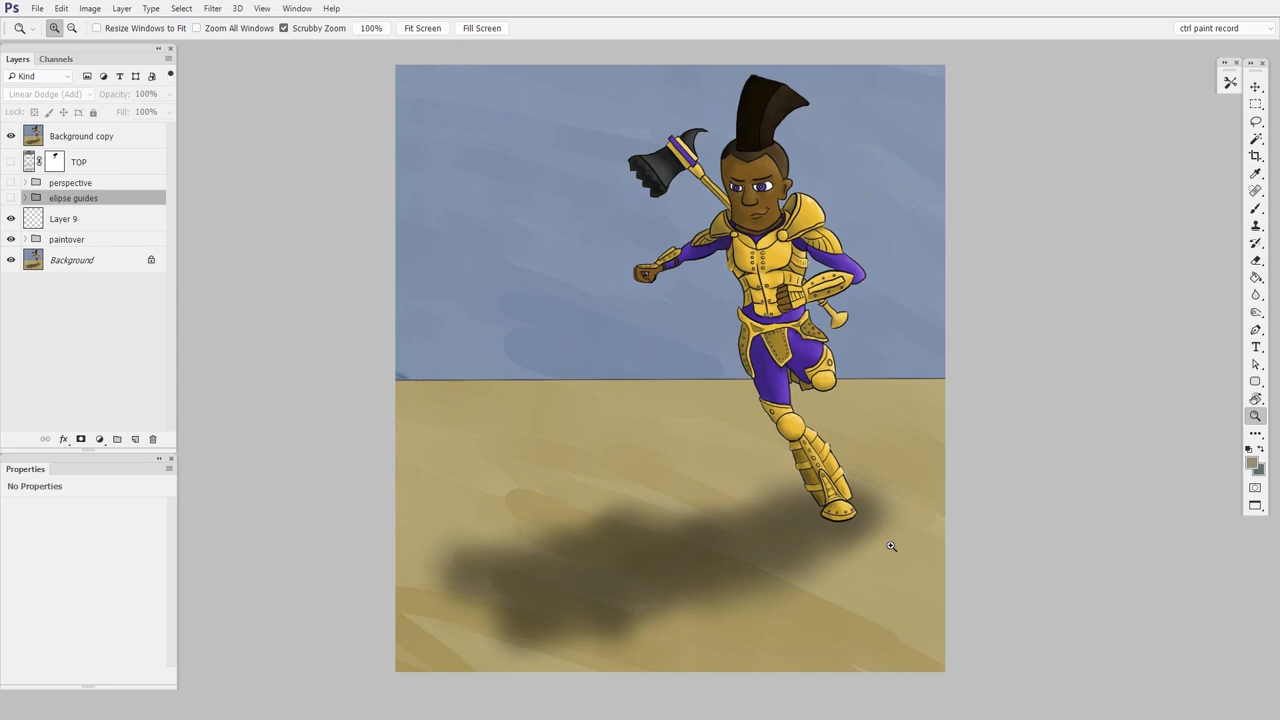 Ps File Edit Image Layer Type Select Filter 3D View Window Help
Resize Windows to Fit Zoom All Windows Scrubby Zoom 100% Fit Screen Fill Screen ctrl paint record
Layers Channels
Kind
Linear Dodge (Add) Opacity: 100%
Lock: Fill: 100%
Background copy
TOP
perspective
elipse guides
Layer 9
paintover
Background
fx
Properties
No Properties